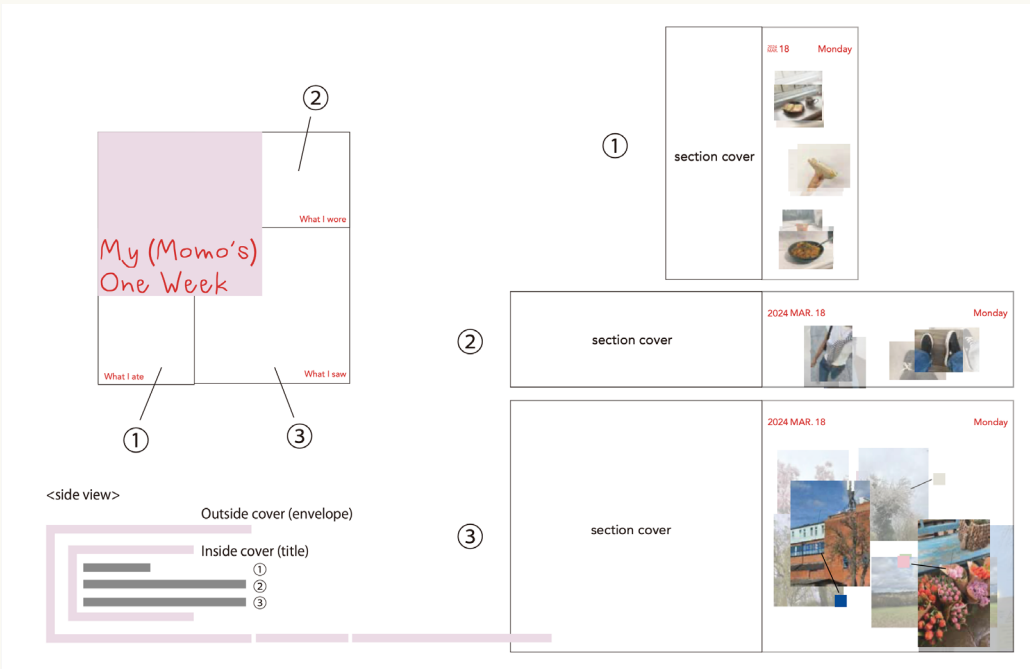 ②
What I wore
My (Momo's)
One Week
What I ate
What I saw
①
③
<side view>
Outside cover (envelope)
Inside cover (title)
①
②
③
①
section cover
2024 MAR. 18 Monday
②
section cover
2024 MAR. 18 Monday
③
section cover
2024 MAR. 18 Monday